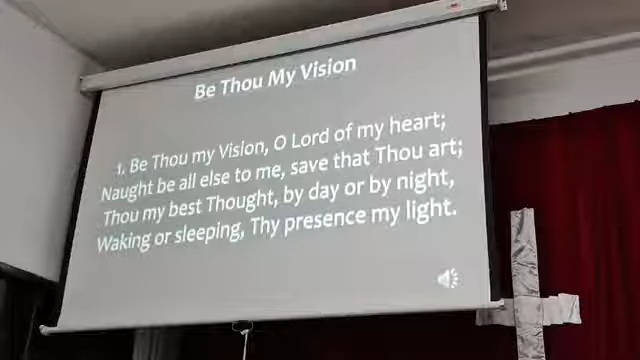 Be Thou My Vision
1. Be Thou my Vision, O Lord of my heart;
Naught be all else to me, save that Thou art;
Thou my best Thought, by day or by night,
Waking or sleeping, Thy presence my light.